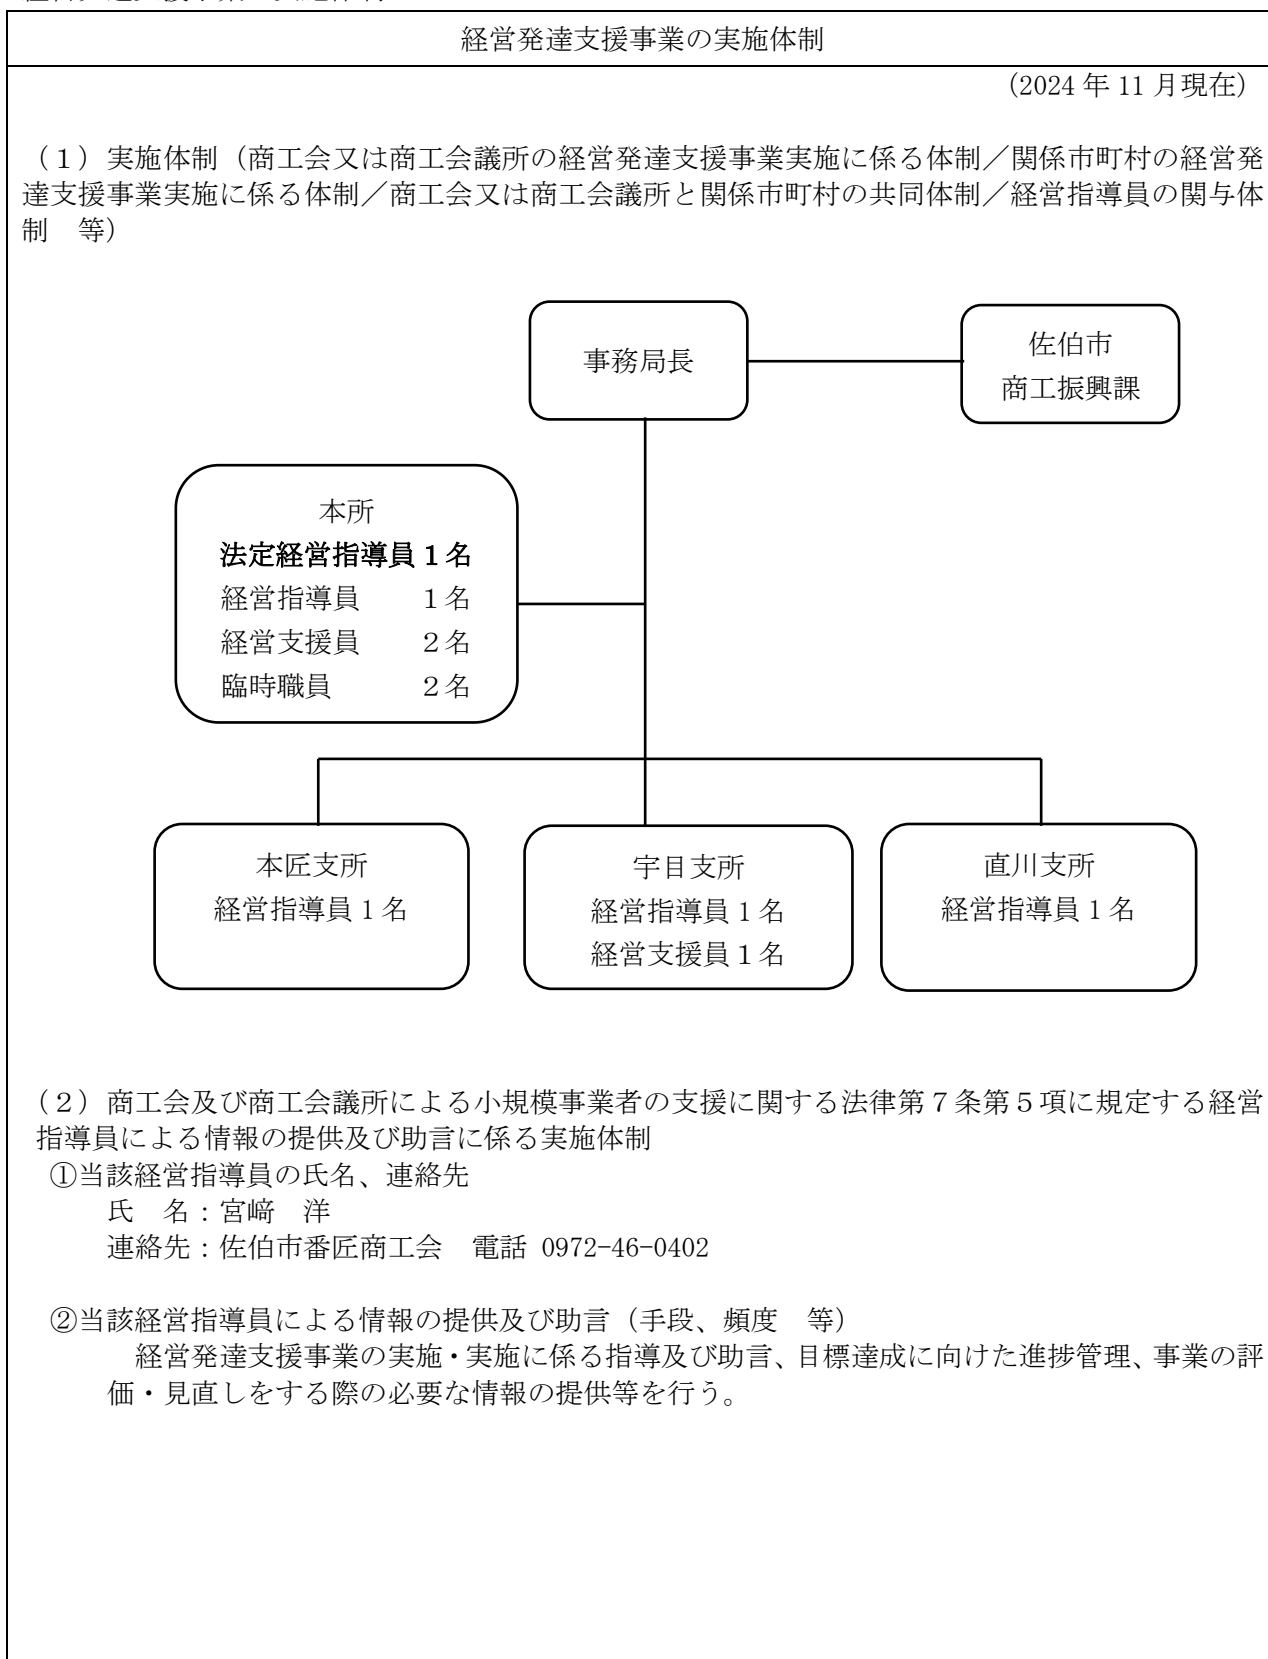 経営発達支援事業の実施体制
（2024 年 11 月現在）
（１）実施体制（商工会又は商工会議所の経営発達支援事業実施に係る体制／関係市町村の経営発
達支援事業実施に係る体制／商工会又は商工会議所と関係市町村の共同体制／経営指導員の関与体
制　等）
事務局長
佐伯市
商工振興課
本所
法定経営指導員１名
経営指導員　　１名
経営支援員　　２名
臨時職員　　　２名
本匠支所
経営指導員１名
宇目支所
経営指導員１名
経営支援員１名
直川支所
経営指導員１名
（２）商工会及び商工会議所による小規模事業者の支援に関する法律第７条第５項に規定する経営
指導員による情報の提供及び助言に係る実施体制
①当該経営指導員の氏名、連絡先
氏　名：宮﨑　洋
連絡先：佐伯市番匠商工会　電話 0972-46-0402
②当該経営指導員による情報の提供及び助言（手段、頻度　等）
経営発達支援事業の実施・実施に係る指導及び助言、目標達成に向けた進捗管理、事業の評
価・見直しをする際の必要な情報の提供等を行う。